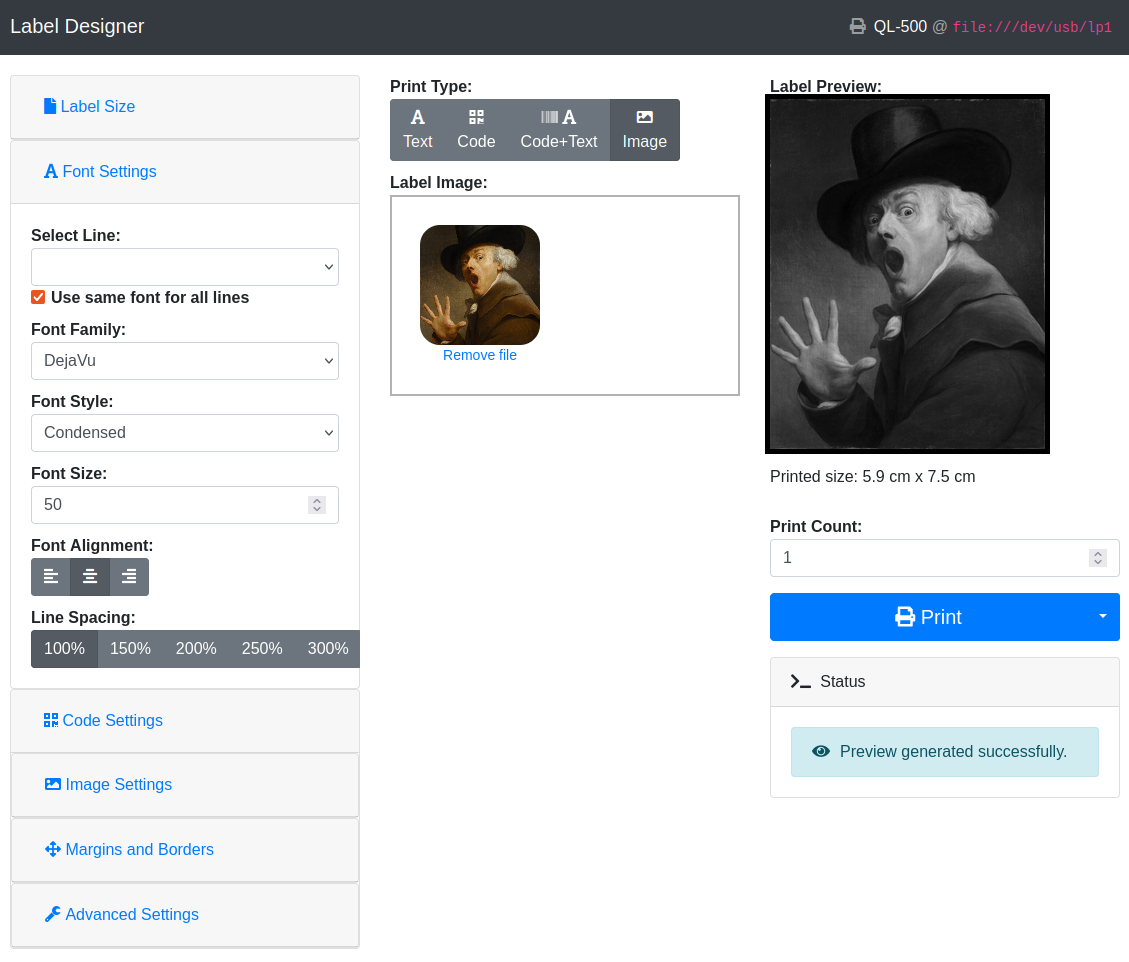 Label Designer
QL-500 @ file:///dev/usb/lp1
Label Size
Font Settings
Select Line:
Use same font for all lines
Font Family:
DejaVu
Font Style:
Condensed
Font Size:
50
Font Alignment:
Line Spacing:
100% 150% 200% 250% 300%
Code Settings
Image Settings
Margins and Borders
Advanced Settings
Print Type:
Text Code Code+Text Image
Label Image:
Remove file
Label Preview:
Printed size: 5.9 cm x 7.5 cm
Print Count:
1
Print
Status
Preview generated successfully.